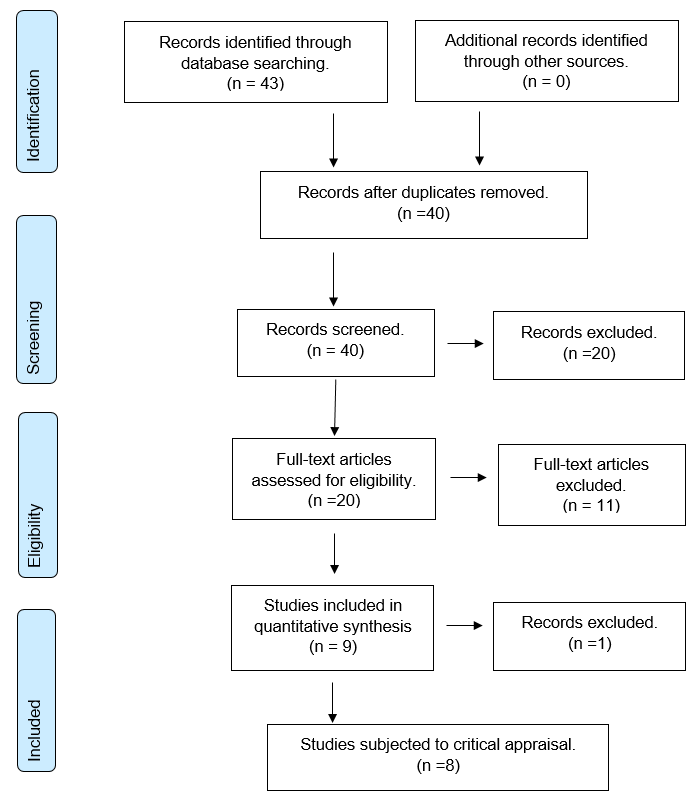 Identification
Records identified through
database searching.
(n = 43)
Additional records identified
through other sources.
(n = 0)
Records after duplicates removed.
(n =40)
Screening
Records screened.
(n = 40)
Records excluded.
(n =20)
Eligibility
Full-text articles
assessed for eligibility.
(n =20)
Full-text articles
excluded.
(n = 11)
Included
Studies included in
quantitative synthesis
(n = 9)
Records excluded.
(n =1)
Studies subjected to critical appraisal.
(n =8)